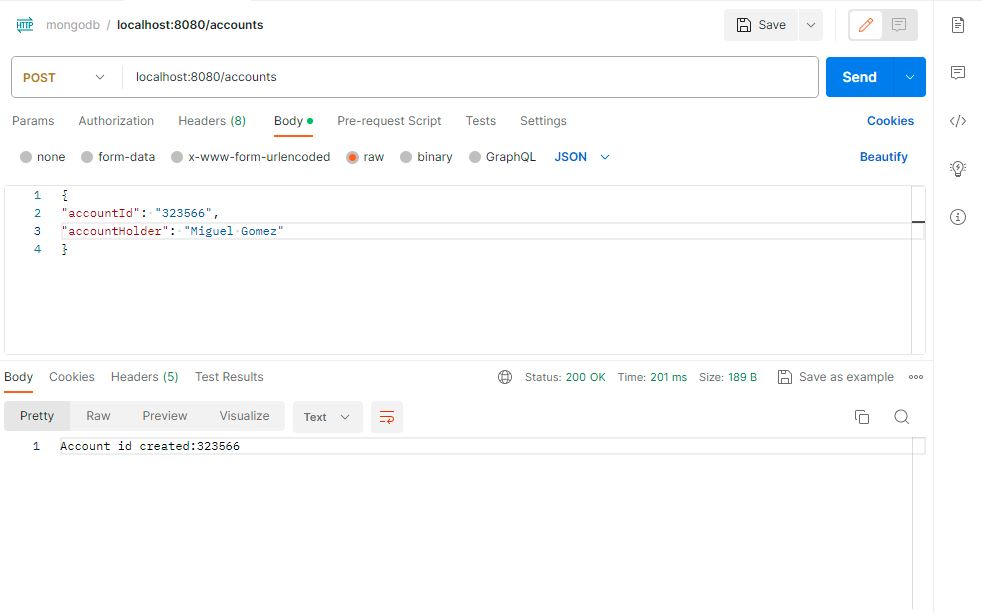 HTTP mongodb / localhost:8080/accounts Save
POST localhost:8080/accounts Send
Params Authorization Headers (8) Body Pre-request Script Tests Settings Cookies
none form-data x-www-form-urlencoded raw binary GraphQL JSON Beautify
1 {
2 "accountId": "323566",
3 "accountHolder": "Miguel Gomez"
4 }
Body Cookies Headers (5) Test Results Status: 200 OK Time: 201 ms Size: 189 B Save as example
Pretty Raw Preview Visualize Text
1 Account id created:323566